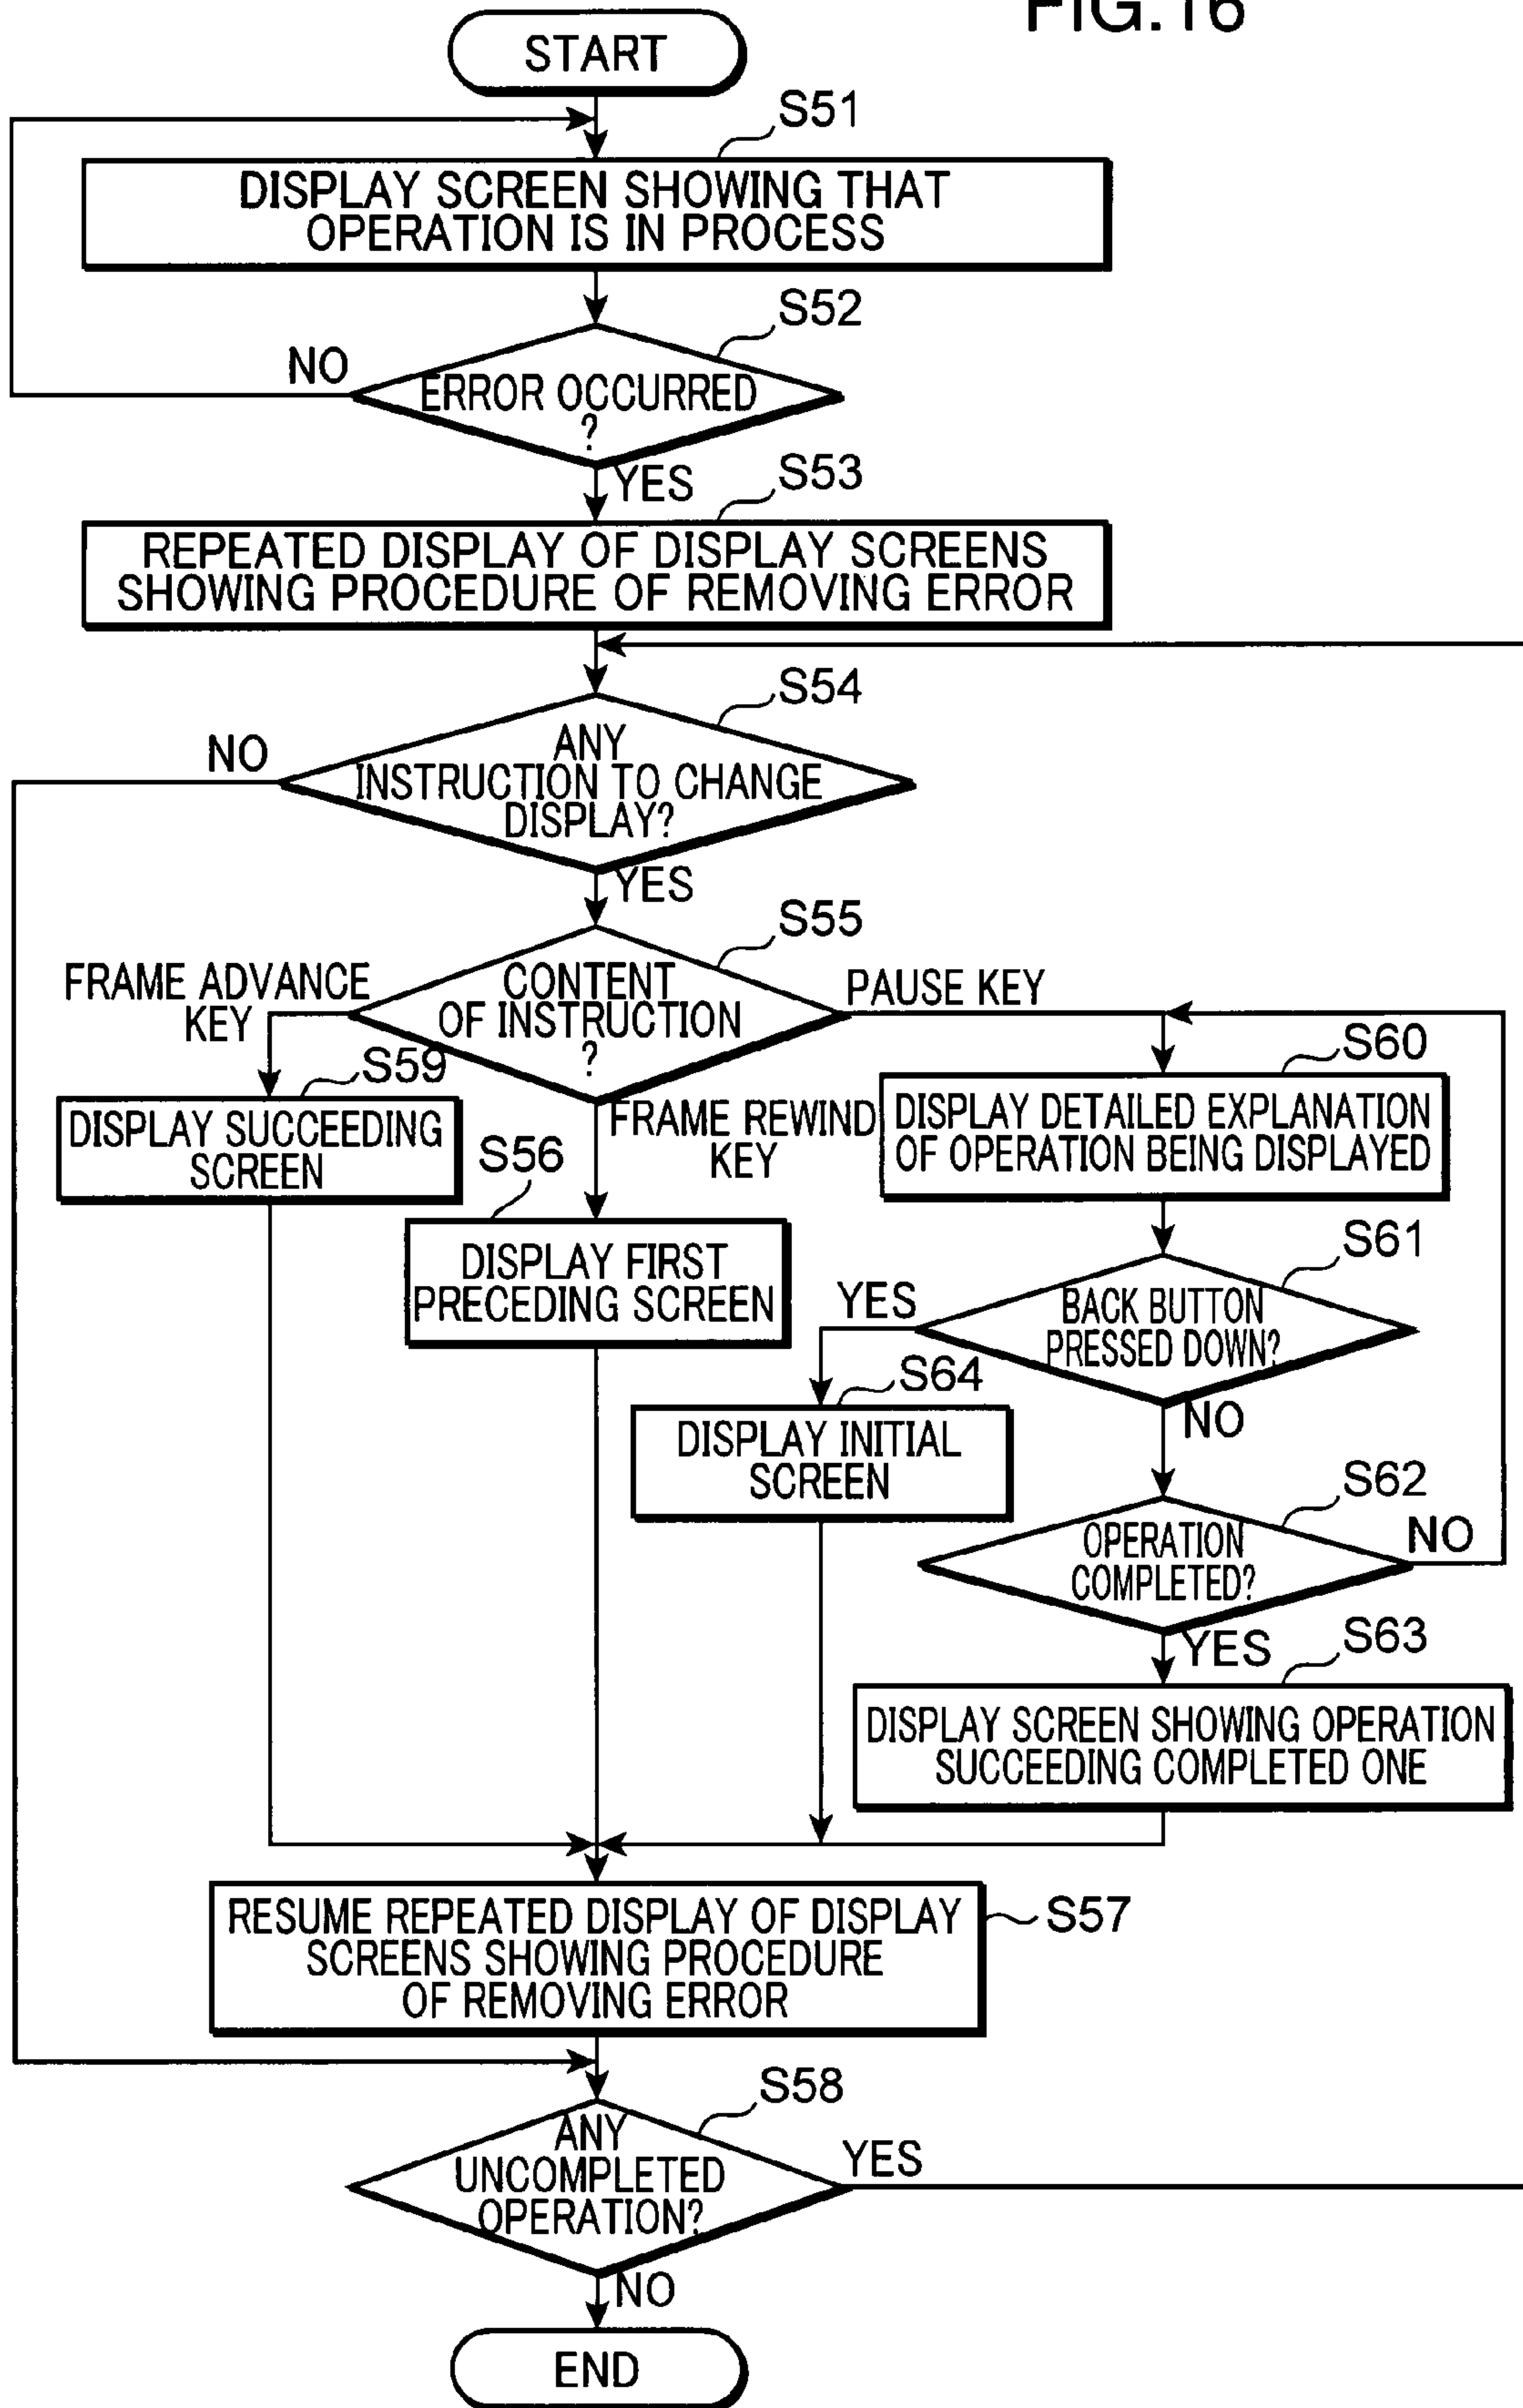 FIG.16
START
S51
DISPLAY SCREEN SHOWING THAT
OPERATION IS IN PROCESS
S52
NO
ERROR OCCURRED
?
YES
S53
REPEATED DISPLAY OF DISPLAY SCREENS
SHOWING PROCEDURE OF REMOVING ERROR
S54
NO
ANY
INSTRUCTION TO CHANGE
DISPLAY?
YES
S55
FRAME ADVANCE
KEY
CONTENT
OF INSTRUCTION
?
PAUSE KEY
S59
DISPLAY SUCCEEDING
SCREEN
FRAME REWIND
KEY
S56
DISPLAY FIRST
PRECEDING SCREEN
S60
DISPLAY DETAILED EXPLANATION
OF OPERATION BEING DISPLAYED
S61
YES
BACK BUTTON
PRESSED DOWN?
NO
S64
DISPLAY INITIAL
SCREEN
S62
OPERATION
COMPLETED?
NO
YES
S63
DISPLAY SCREEN SHOWING OPERATION
SUCCEEDING COMPLETED ONE
RESUME REPEATED DISPLAY OF DISPLAY
SCREENS SHOWING PROCEDURE
OF REMOVING ERROR
S57
S58
ANY
UNCOMPLETED
OPERATION?
YES
NO
END